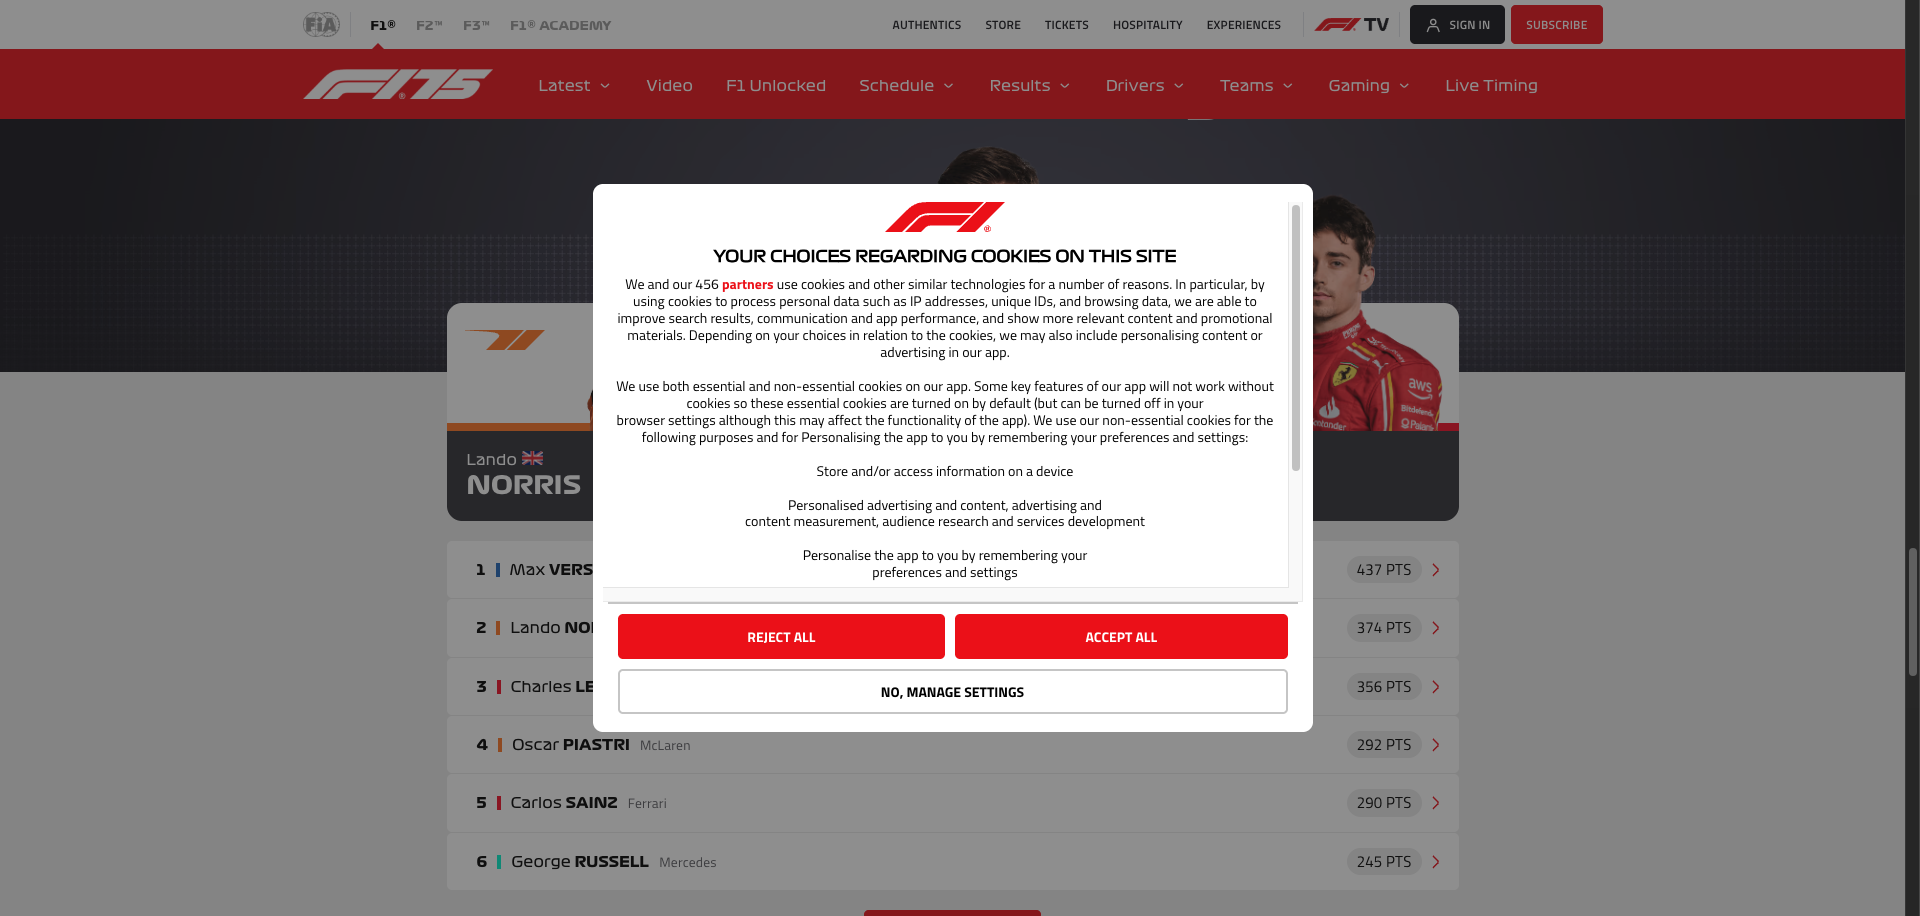 FIA F1® F2™ F3™ F1® ACADEMY AUTHENTICS STORE TICKETS HOSPITALITY EXPERIENCES F1 TV SIGN IN SUBSCRIBE
F1 75 Latest Video F1 Unlocked Schedule Results Drivers Teams Gaming Live Timing
F1®
YOUR CHOICES REGARDING COOKIES ON THIS SITE
We and our 456 partners use cookies and other similar technologies for a number of reasons. In particular, by
using cookies to process personal data such as IP addresses, unique IDs, and browsing data, we are able to
improve search results, communication and app performance, and show more relevant content and promotional
materials. Depending on your choices in relation to the cookies, we may also include personalising content or
advertising in our app.
We use both essential and non-essential cookies on our app. Some key features of our app will not work without
cookies so these essential cookies are turned on by default (but can be turned off in your
browser settings although this may affect the functionality of the app). We use our non-essential cookies for the
following purposes and for Personalising the app to you by remembering your preferences and settings:
Store and/or access information on a device
Personalised advertising and content, advertising and
content measurement, audience research and services development
Personalise the app to you by remembering your
preferences and settings
REJECT ALL ACCEPT ALL
NO, MANAGE SETTINGS
aws
Bitdefender
Palantir
Lando
NORRIS
1 Max VERS 437 PTS
2 Lando NO 374 PTS
3 Charles LE 356 PTS
4 Oscar PIASTRI McLaren 292 PTS
5 Carlos SAINZ Ferrari 290 PTS
6 George RUSSELL Mercedes 245 PTS